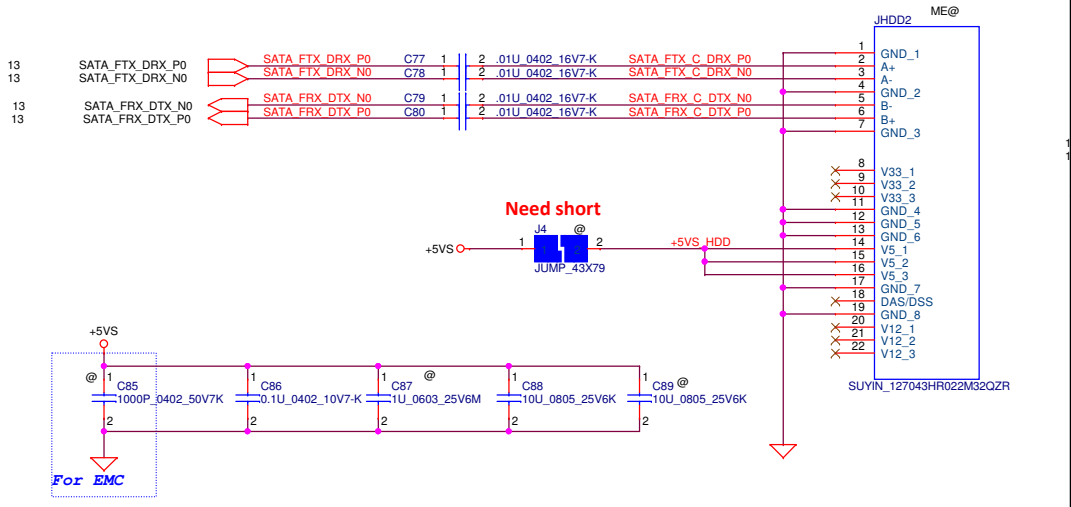 ME@
JHDD2
13 SATA_FTX_DRX_P0 SATA_FTX_DRX_P0 C77 1 2 .01U_0402_16V7-K SATA_FTX_C_DRX_P0
13 SATA_FTX_DRX_N0 SATA_FTX_DRX_N0 C78 1 2 .01U_0402_16V7-K SATA_FTX_C_DRX_N0
13 SATA_FRX_DTX_N0 SATA_FRX_DTX_N0 C79 1 2 .01U_0402_16V7-K SATA_FRX_C_DTX_N0
13 SATA_FRX_DTX_P0 SATA_FRX_DTX_P0 C80 1 2 .01U_0402_16V7-K SATA_FRX_C_DTX_P0
1 GND_1
2 A+
3 A-
4 GND_2
5 B-
6 B+
7 GND_3
8 V33_1
9 V33_2
10 V33_3
11 GND_4
12 GND_5
13 GND_6
14 V5_1
15 V5_2
16 V5_3
17 GND_7
18 DAS/DSS
19 GND_8
20 V12_1
21 V12_2
22 V12_3
SUYIN_127043HR022M32QZR
1
1
Need short
J4 @
+5VS 1 1 2 2 +5VS_HDD
JUMP_43X79
+5VS
@ 1 C85 1000P_0402_50V7K 2
1 C86 0.1U_0402_10V7-K 2
1 @ C87 1U_0603_25V6M 2
1 C88 10U_0805_25V6K 2
1 C89 @ 10U_0805_25V6K 2
For EMC